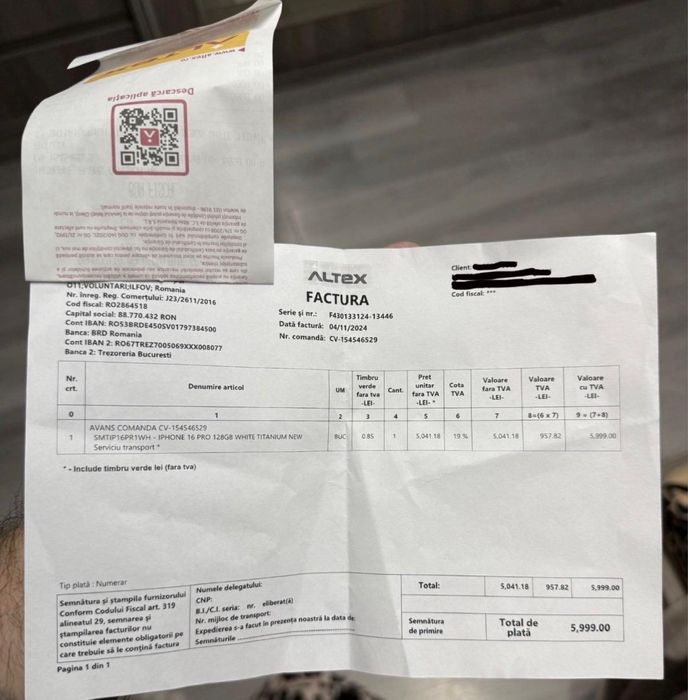 www.altex.ro
Descarcă aplicația
BON FISCAL
ALTEX
FACTURA
Serie și nr.: F430133124-13446
Dată factură: 04/11/2024
Nr. comandă: CV-154546529
Client
Cod fiscal: ***
O11,VOLUNTARI;ILFOV; Romania
Nr. înreg. Reg. Comertului: J23/2611/2016
Cod fiscal: RO2864518
Capital social: 88.770.432 RON
Cont IBAN: RO53BRDE450SV01797384500
Banca: BRD Romania
Cont IBAN 2: RO67TREZ7005069XXX008077
Banca 2: Trezoreria Bucuresti
Nr. crt. Denumire articol UM Timbru verde fara tva -LEI- Cant. Pret unitar fara TVA -LEI- * Cota TVA Valoare fara TVA -LEI- Valoare TVA -LEI- Valoare cu TVA -LEI-
0 1 2 3 4 5 6 7 8=(6 x 7) 9 = (7+8)
AVANS COMANDA CV-154546529
1 SMTIP16PR1WH - IPHONE 16 PRO 128GB WHITE TITANIUM NEW BUC 0.85 1 5,041.18 19 % 5,041.18 957.82 5,999.00
Serviciu transport *
* - Include timbru verde lei (fara tva)
Tip plată : Numerar
Semnătura și ștampila furnizorului
Conform Codului Fiscal art. 319
alineatul 29, semnarea și
ștampilarea facturilor nu
constituie elemente obligatorii pe
care trebuie să le conțină factura
Numele delegatului:
CNP:
B.I./C.I. seria: nr. eliberat(ă)
Nr. mijloc de transport:
Expedierea s-a facut în prezența noastră la data de
Semnăturile
Total: 5,041.18 957.82 5,999.00
Semnătura
de primire
Total de
plată 5,999.00
Pagina 1 din 1